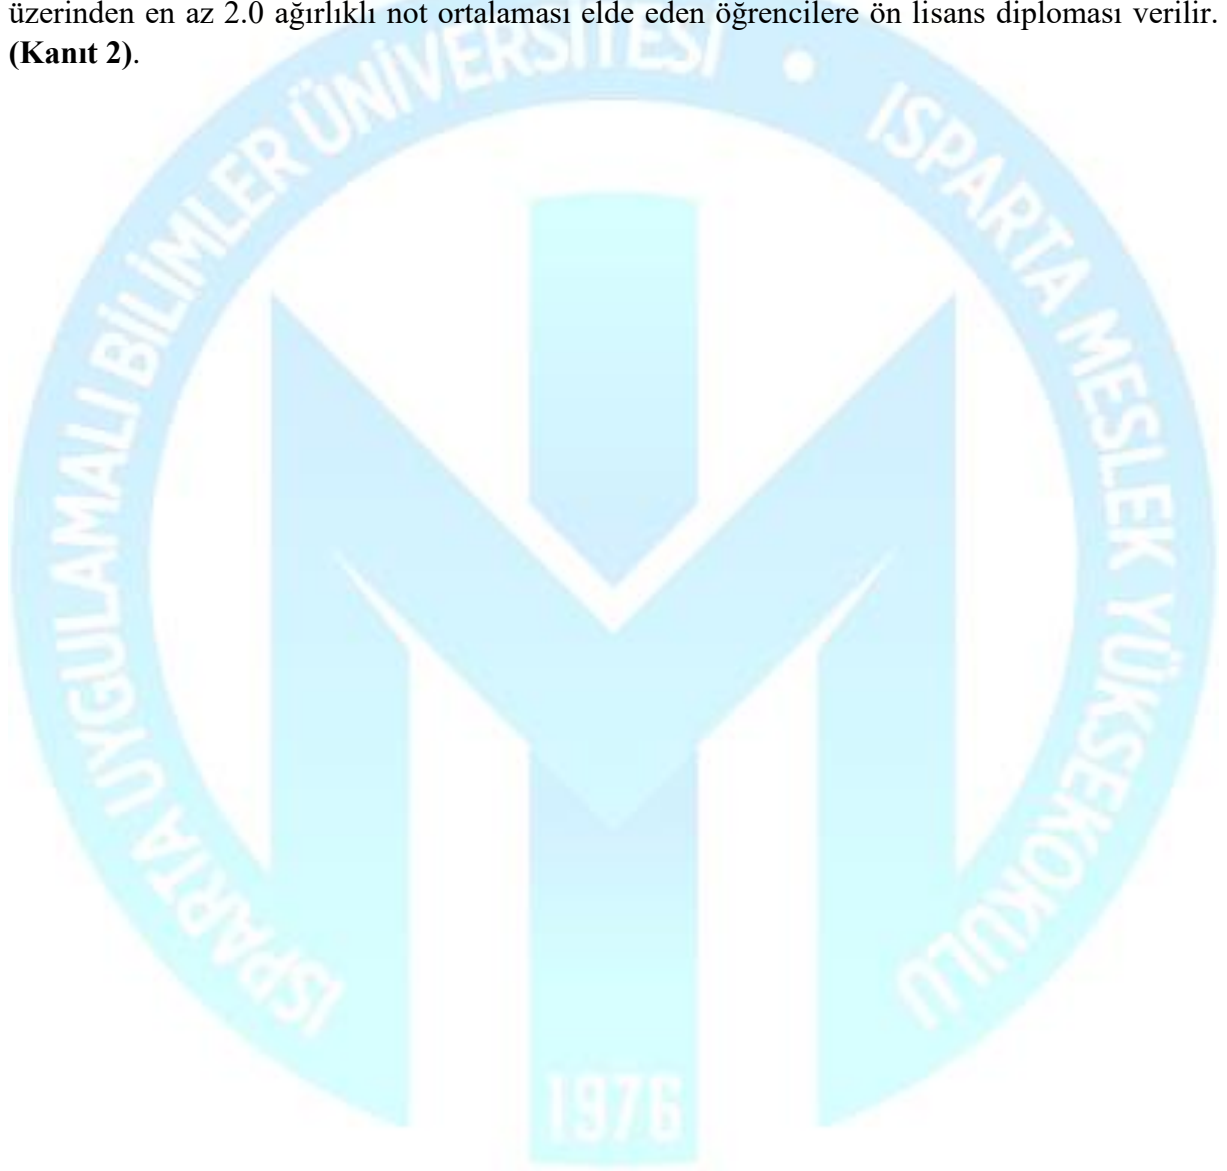 üzerinden en az 2.0 ağırlıklı not ortalaması elde eden öğrencilere ön lisans diploması verilir.
(Kanıt 2).
ISPARTA UYGULAMALI BİLİMLER ÜNİVERSİTESİ • ISPARTA MESLEK YÜKSEKOKULU
1976